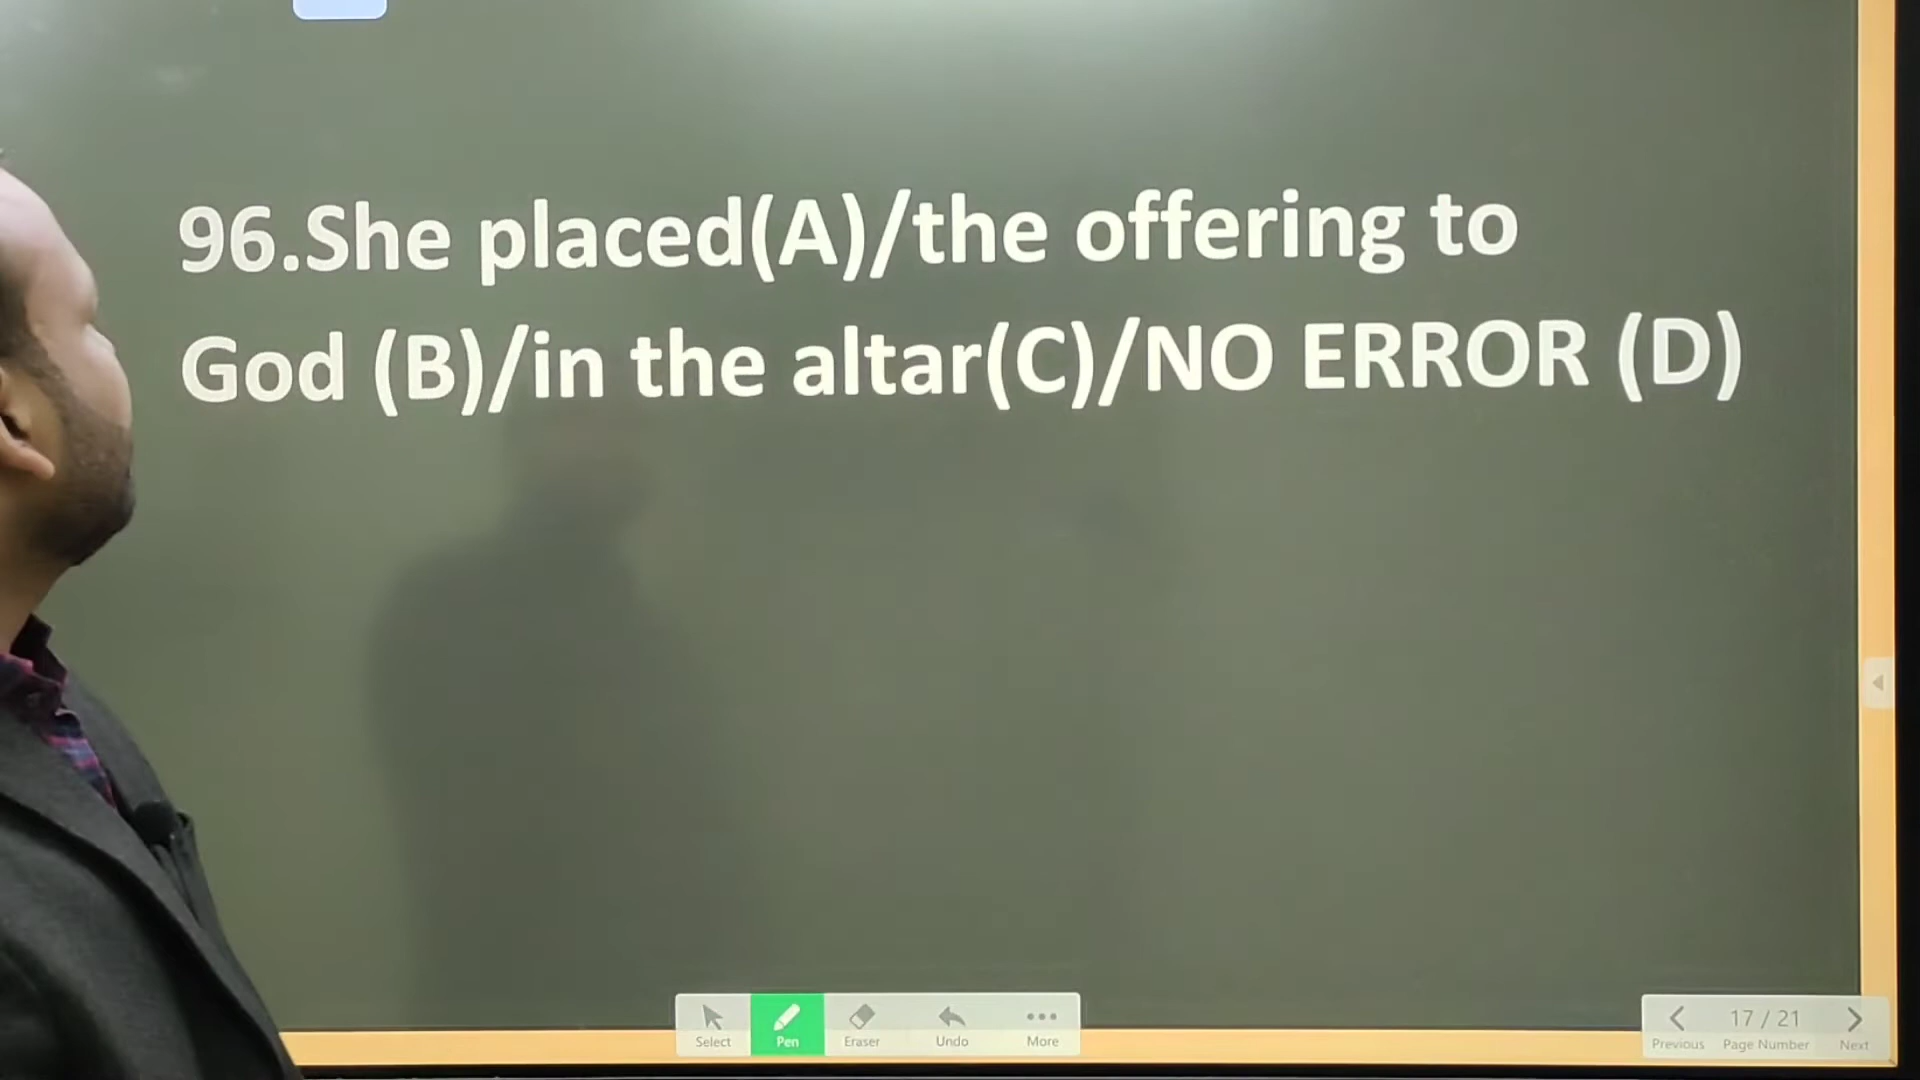 96.She placed(A)/the offering to
God (B)/in the altar(C)/NO ERROR (D)
Select
Pen
Eraser
Undo
More
17 / 21
Previous
Page Number
Next